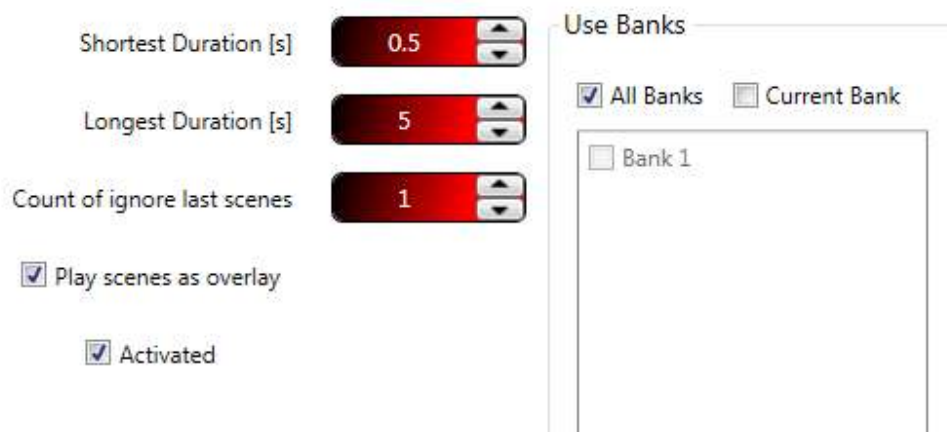 Shortest Duration [s] 0.5
Longest Duration [s] 5
Count of ignore last scenes 1
Play scenes as overlay
Activated
Use Banks
All Banks Current Bank
Bank 1